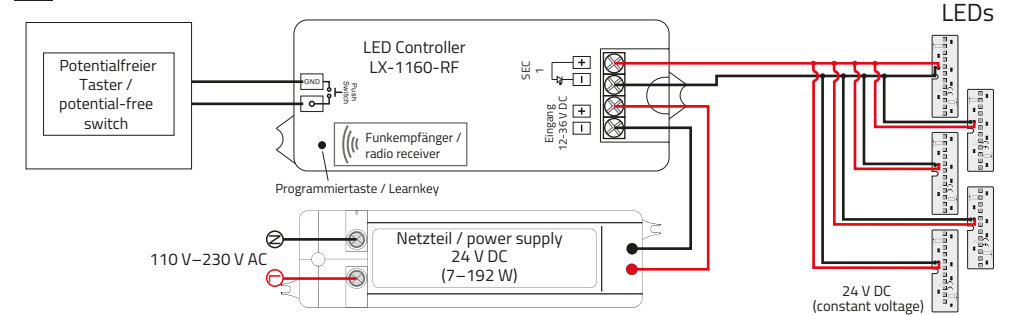 LEDs
Potentialfreier
Taster /
potential-free
switch
GND
Push
Switch
LED Controller
LX-1160-RF
SEC
1
+
−
Eingang
12-36 V DC
+
−
Funkempfänger /
radio receiver
Programmiertaste / Learnkey
N
110 V–230 V AC
L
Netzteil / power supply
24 V DC
(7–192 W)
24 V DC
(constant voltage)